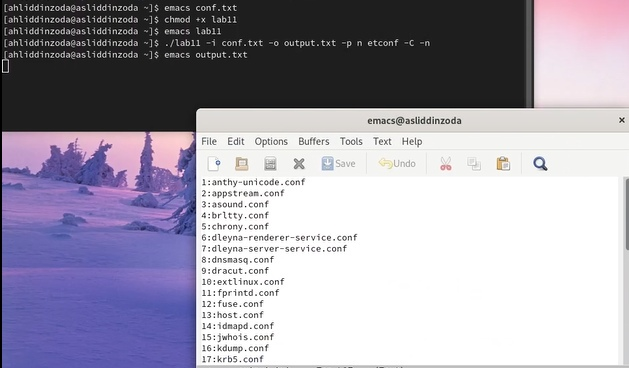 [ahliddinzoda@asliddinzoda ~]$ emacs conf.txt
[ahliddinzoda@asliddinzoda ~]$ chmod +x lab11
[ahliddinzoda@asliddinzoda ~]$ emacs lab11
[ahliddinzoda@asliddinzoda ~]$ ./lab11 -i conf.txt -o output.txt -p n etconf -C -n
[ahliddinzoda@asliddinzoda ~]$ emacs output.txt
emacs@asliddinzoda
File Edit Options Buffers Tools Text Help
Save Undo
1:anthy-unicode.conf
2:appstream.conf
3:asound.conf
4:brltty.conf
5:chrony.conf
6:dleyna-renderer-service.conf
7:dleyna-server-service.conf
8:dnsmasq.conf
9:dracut.conf
10:extlinux.conf
11:fprintd.conf
12:fuse.conf
13:host.conf
14:idmapd.conf
15:jwhois.conf
16:kdump.conf
17:krb5.conf